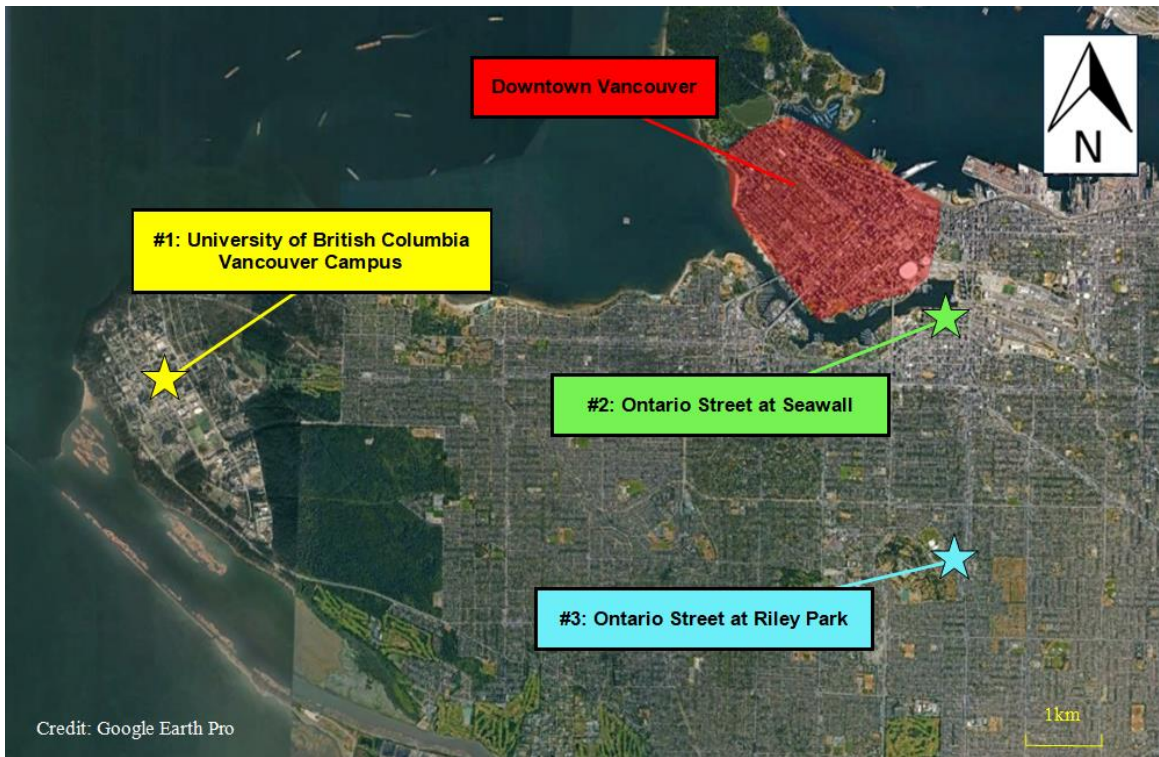 Downtown Vancouver
N
#1: University of British Columbia
Vancouver Campus
#2: Ontario Street at Seawall
#3: Ontario Street at Riley Park
Credit: Google Earth Pro
1km